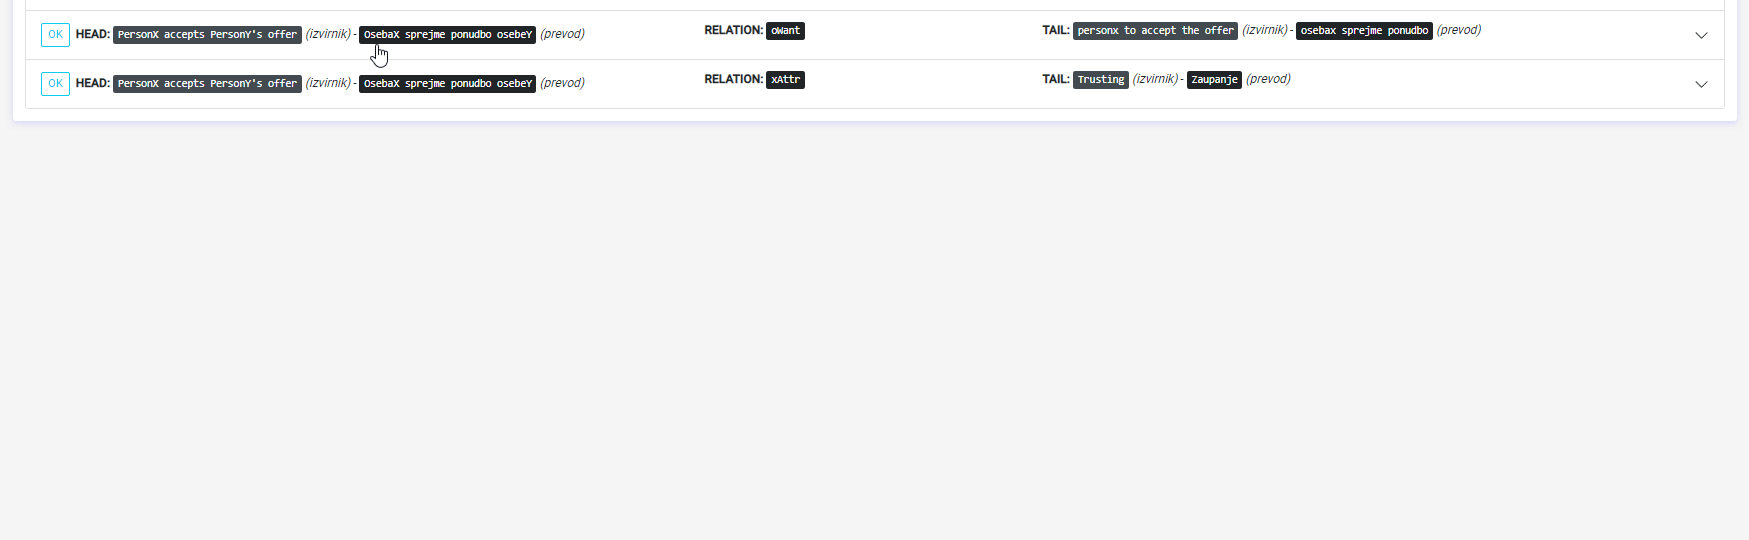 OK HEAD: PersonX accepts PersonY's offer (izvirnik) - OsebaX sprejme ponudbo osebeY (prevod) RELATION: oWant TAIL: personx to accept the offer (izvirnik) - osebax sprejme ponudbo (prevod)
OK HEAD: PersonX accepts PersonY's offer (izvirnik) - OsebaX sprejme ponudbo osebeY (prevod) RELATION: xAttr TAIL: Trusting (izvirnik) - Zaupanje (prevod)